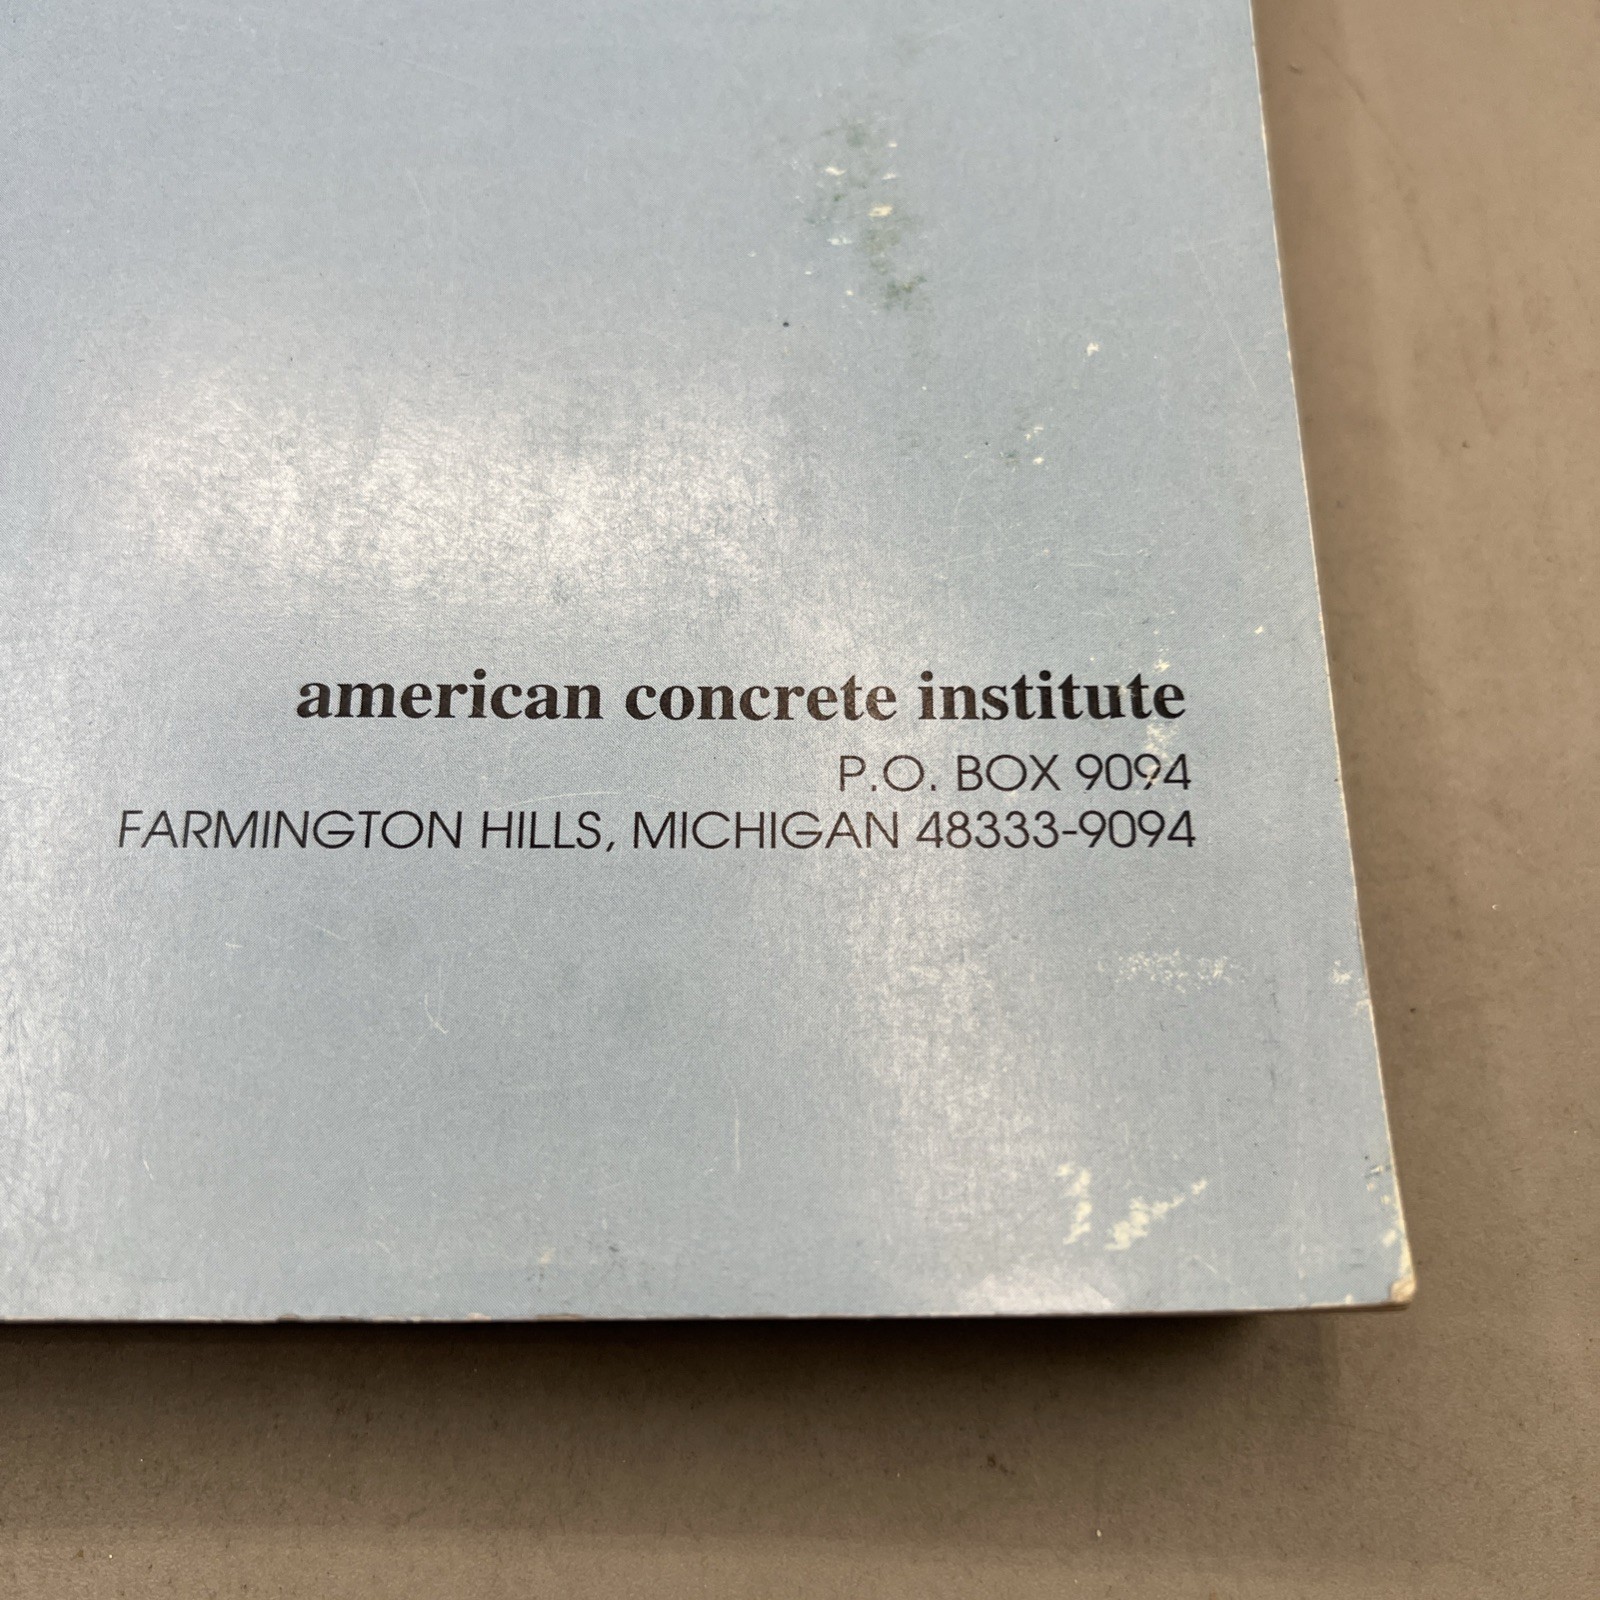 american concrete institute
P.O. BOX 9094
FARMINGTON HILLS, MICHIGAN 48333-9094